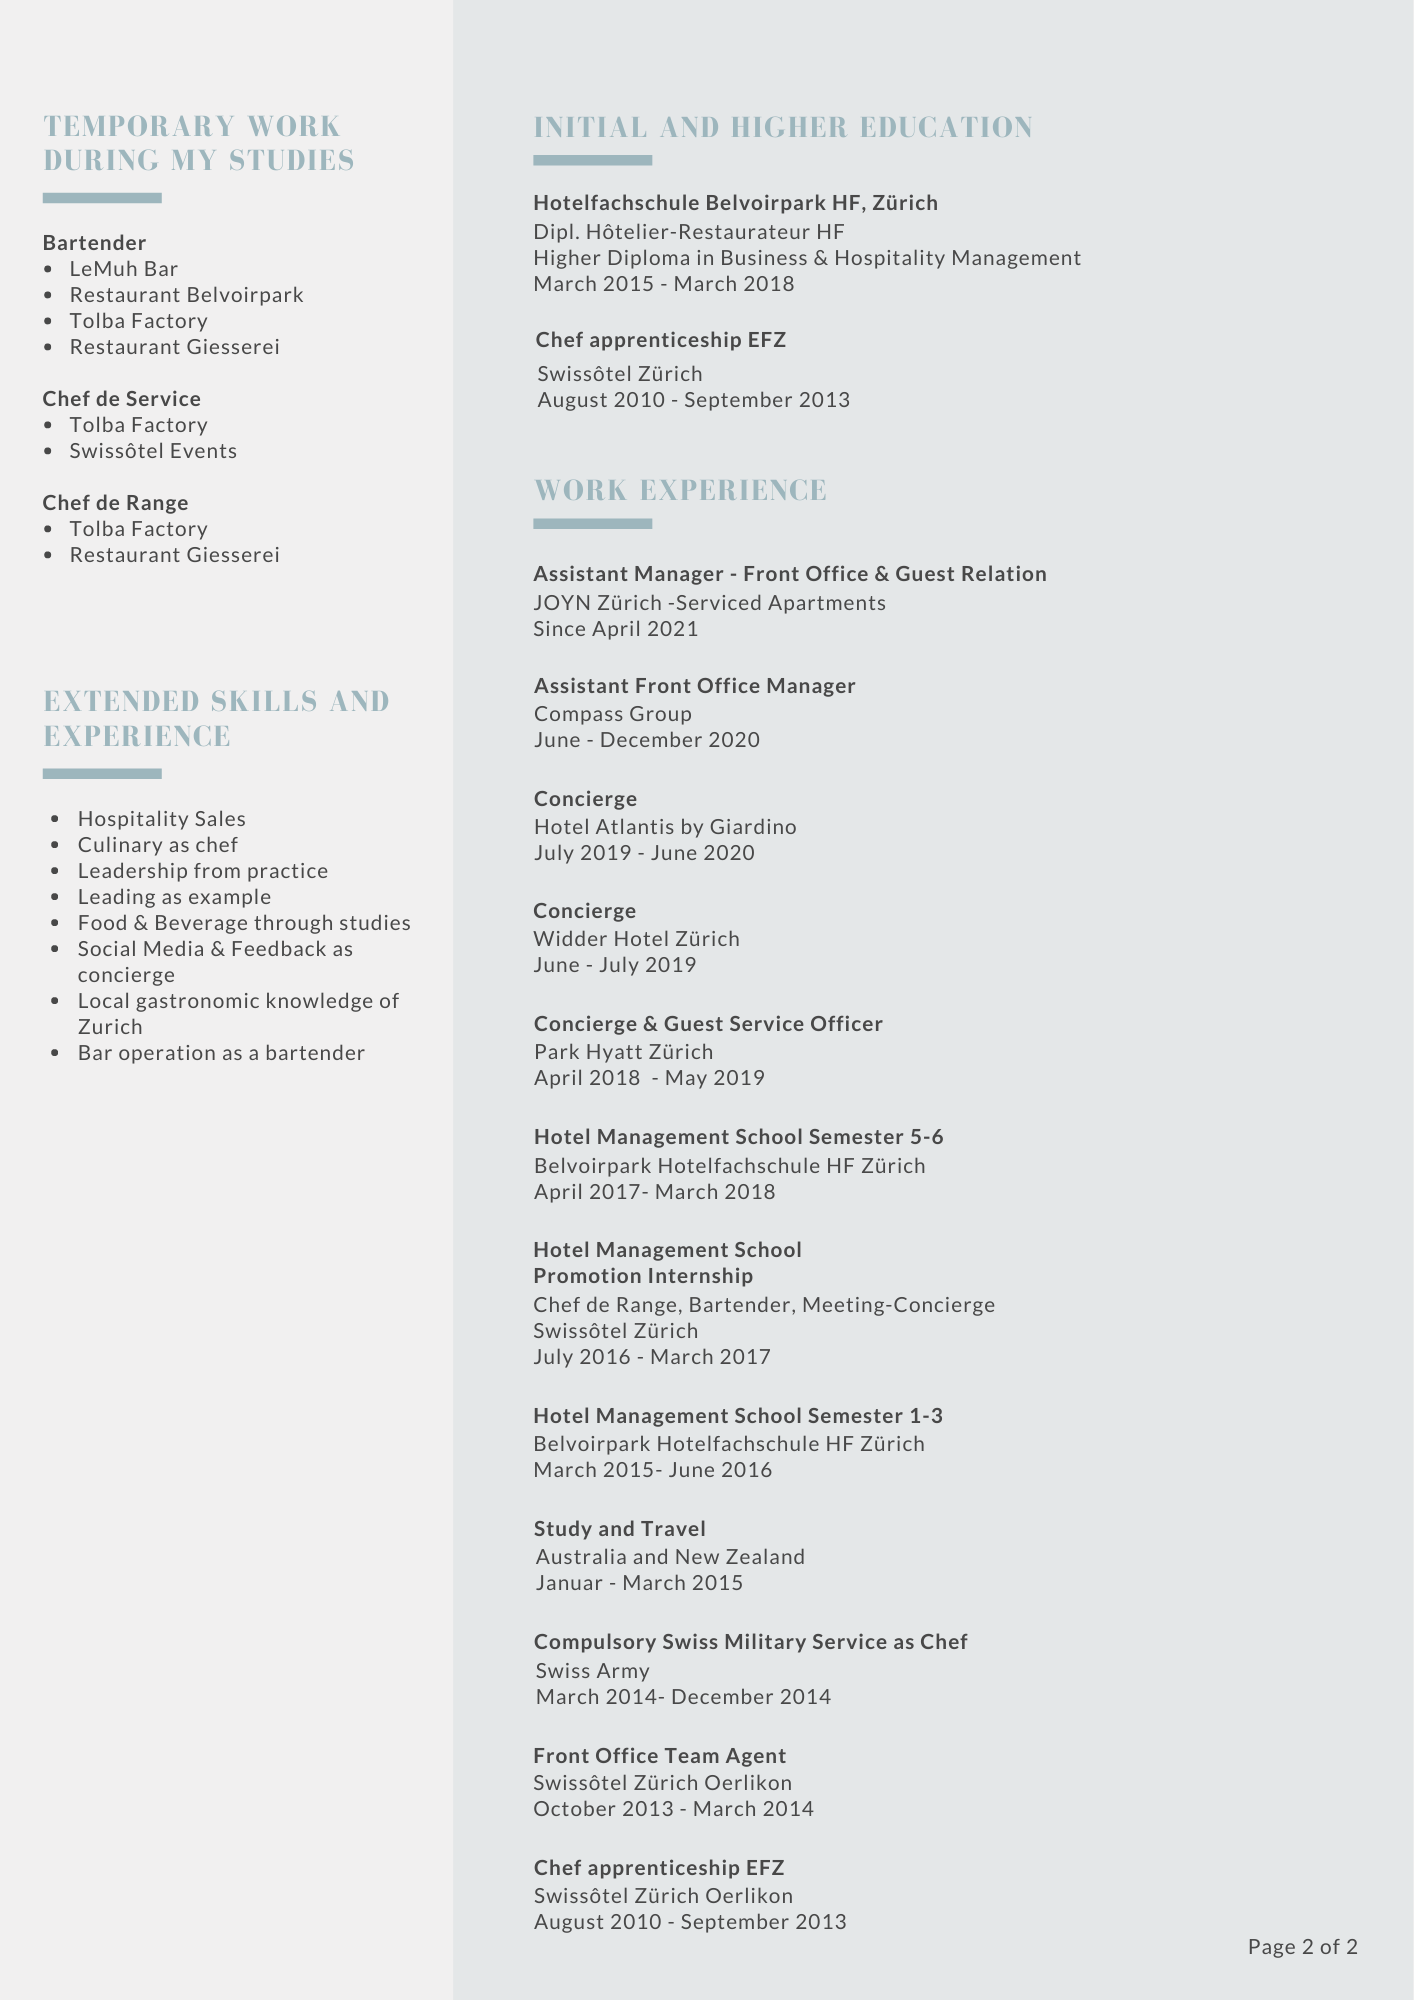 TEMPORARY WORK
DURING MY STUDIES
Bartender
• LeMuh Bar
• Restaurant Belvoirpark
• Tolba Factory
• Restaurant Giesserei
Chef de Service
• Tolba Factory
• Swissôtel Events
Chef de Range
• Tolba Factory
• Restaurant Giesserei
EXTENDED SKILLS AND
EXPERIENCE
• Hospitality Sales
• Culinary as chef
• Leadership from practice
• Leading as example
• Food & Beverage through studies
• Social Media & Feedback as
concierge
• Local gastronomic knowledge of
Zurich
• Bar operation as a bartender
INITIAL AND HIGHER EDUCATION
Hotelfachschule Belvoirpark HF, Zürich
Dipl. Hôtelier-Restaurateur HF
Higher Diploma in Business & Hospitality Management
March 2015 - March 2018
Chef apprenticeship EFZ
Swissôtel Zürich
August 2010 - September 2013
WORK EXPERIENCE
Assistant Manager - Front Office & Guest Relation
JOYN Zürich -Serviced Apartments
Since April 2021
Assistant Front Office Manager
Compass Group
June - December 2020
Concierge
Hotel Atlantis by Giardino
July 2019 - June 2020
Concierge
Widder Hotel Zürich
June - July 2019
Concierge & Guest Service Officer
Park Hyatt Zürich
April 2018  - May 2019
Hotel Management School Semester 5-6
Belvoirpark Hotelfachschule HF Zürich
April 2017- March 2018
Hotel Management School
Promotion Internship
Chef de Range, Bartender, Meeting-Concierge
Swissôtel Zürich
July 2016 - March 2017
Hotel Management School Semester 1-3
Belvoirpark Hotelfachschule HF Zürich
March 2015- June 2016
Study and Travel
Australia and New Zealand
Januar - March 2015
Compulsory Swiss Military Service as Chef
Swiss Army
March 2014- December 2014
Front Office Team Agent
Swissôtel Zürich Oerlikon
October 2013 - March 2014
Chef apprenticeship EFZ
Swissôtel Zürich Oerlikon
August 2010 - September 2013
Page 2 of 2